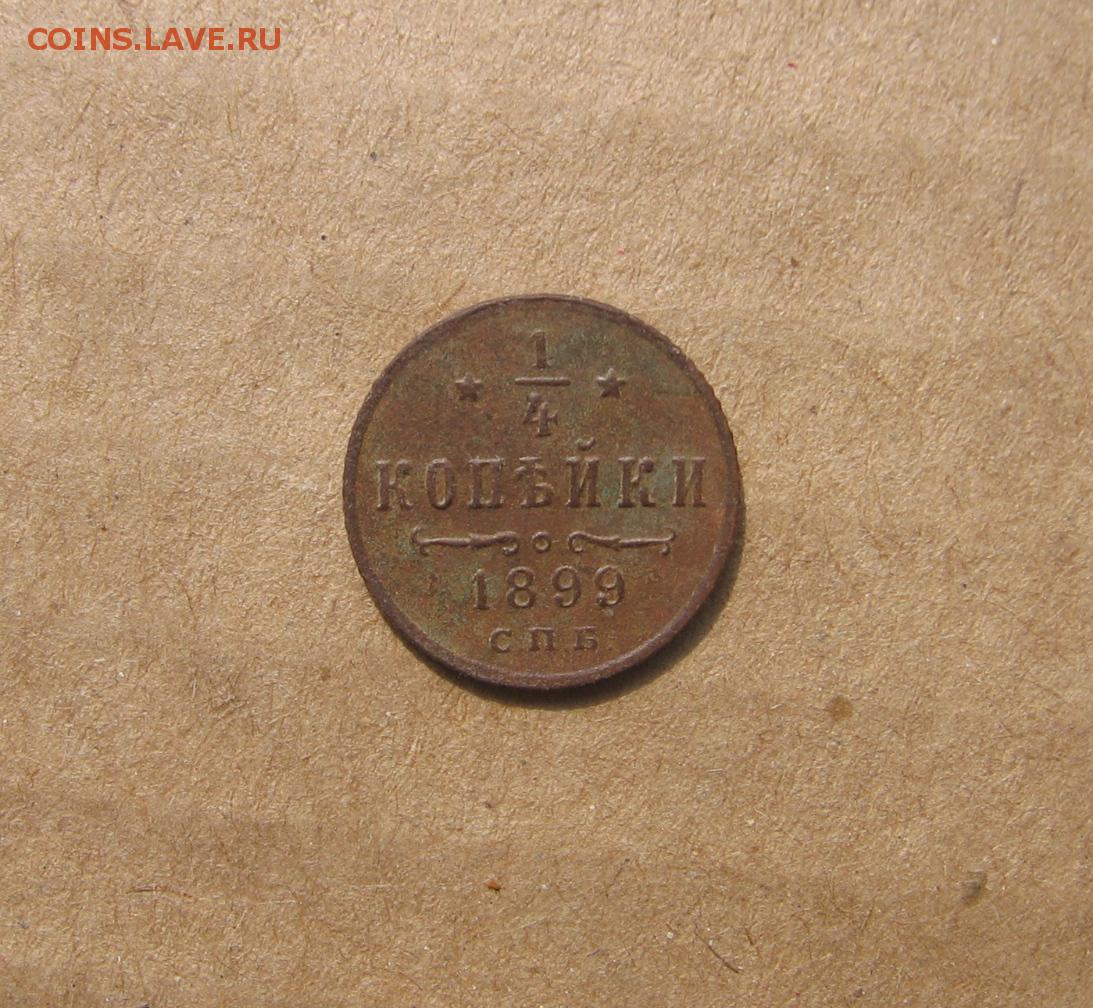 COINS.LAVE.RU
★ 1/4 ★
КОПѢЙКИ
1899
СПБ